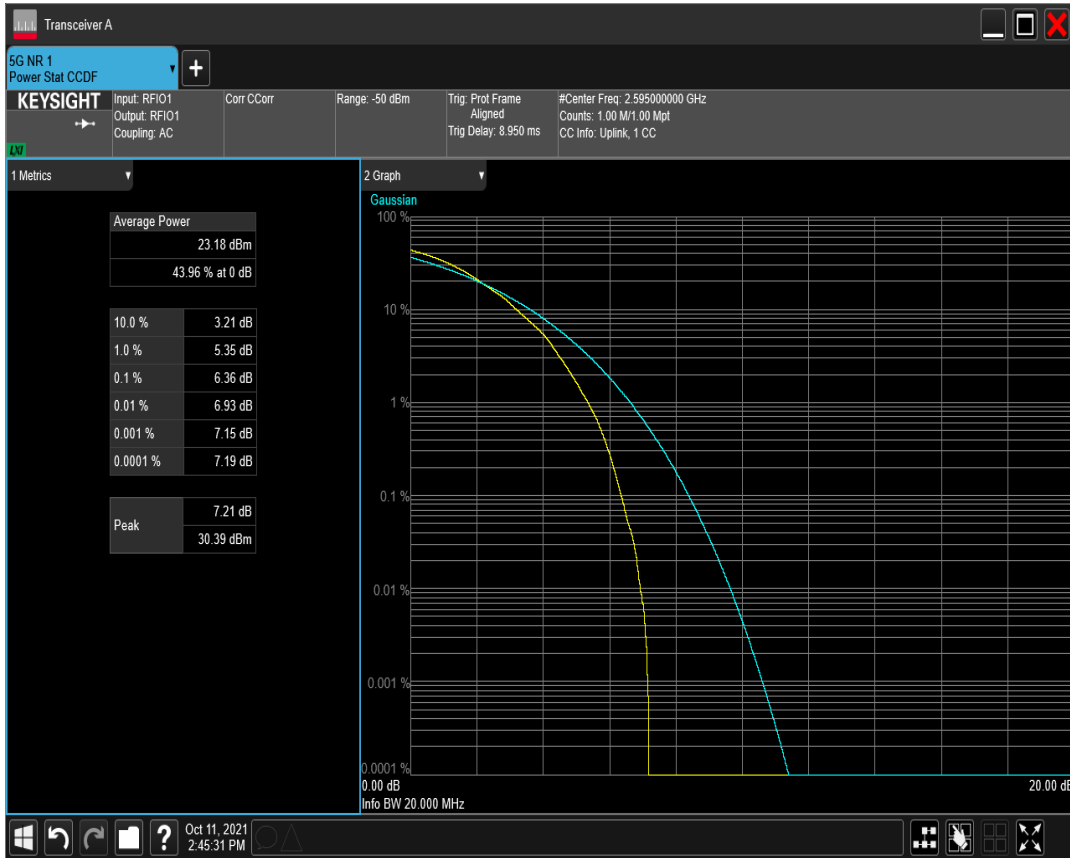 Transceiver A
5G NR 1
Power Stat CCDF
KEYSIGHT
LXI
Input: RFIO1
Output: RFIO1
Coupling: AC
Corr CCorr
Range: -50 dBm
Trig: Prot Frame
Aligned
Trig Delay: 8.950 ms
#Center Freq: 2.595000000 GHz
Counts: 1.00 M/1.00 Mpt
CC Info: Uplink, 1 CC
1 Metrics
Average Power
23.18 dBm
43.96 % at 0 dB
10.0 % 3.21 dB
1.0 % 5.35 dB
0.1 % 6.36 dB
0.01 % 6.93 dB
0.001 % 7.15 dB
0.0001 % 7.19 dB
Peak
7.21 dB
30.39 dBm
2 Graph
Gaussian
100 %
10 %
1 %
0.1 %
0.01 %
0.001 %
0.0001 %
0.00 dB
20.00 dB
Info BW 20.000 MHz
?
Oct 11, 2021
2:45:31 PM